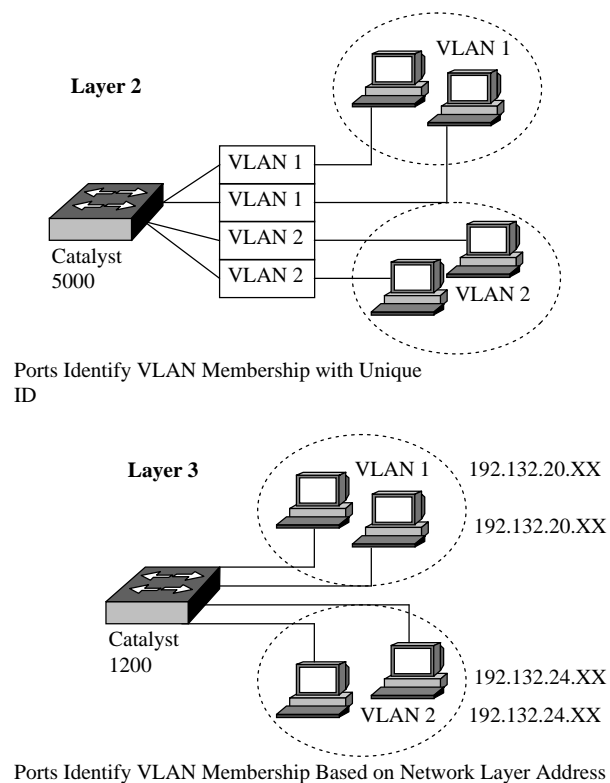 VLAN 1
Layer 2
VLAN 1
VLAN 1
VLAN 2
VLAN 2
Catalyst
5000
VLAN 2
Ports Identify VLAN Membership with Unique
ID
Layer 3
VLAN 1
192.132.20.XX
192.132.20.XX
Catalyst
1200
192.132.24.XX
VLAN 2
192.132.24.XX
Ports Identify VLAN Membership Based on Network Layer Address